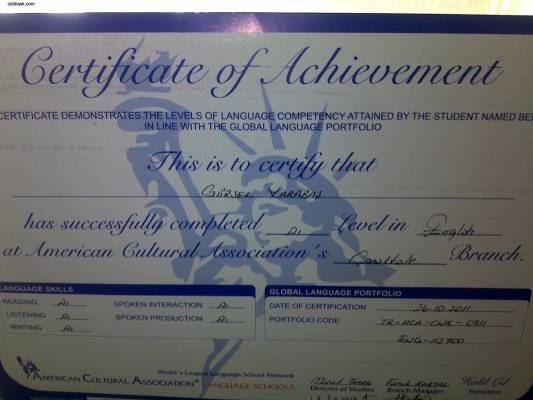 elddiask.com
Certificate of Achievement
CERTIFICATE DEMONSTRATES THE LEVELS OF LANGUAGE COMPETENCY ATTAINED BY THE STUDENT NAMED BE
IN LINE WITH THE GLOBAL LANGUAGE PORTFOLIO
This is to certify that
GÜRSEL
has successfully completed A1 Level in English
at American Cultural Association's Branch.
LANGUAGE SKILLS
READING A1 SPOKEN INTERACTION A1
LISTENING A1 SPOKEN PRODUCTION A1
WRITING A1
GLOBAL LANGUAGE PORTFOLIO
DATE OF CERTIFICATION 26.10.2011
PORTFOLIO CODE
ENG-112700
World's Largest Language School Network
AMERICAN CULTURAL ASSOCIATION LANGUAGE SCHOOLS
Director of Studies
Branch Manager
President